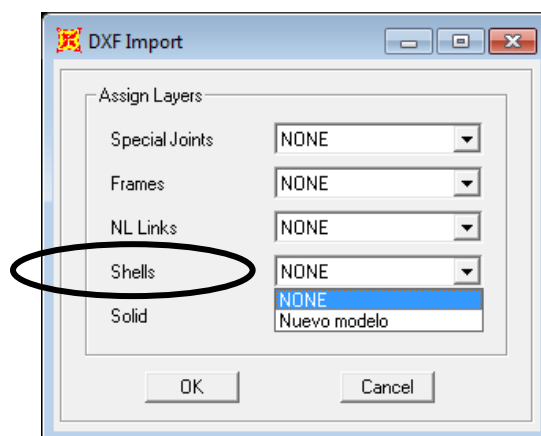 DXF Import
Assign Layers
Special Joints NONE
Frames NONE
NL Links NONE
Shells NONE
NONE
Solid Nuevo modelo
OK Cancel